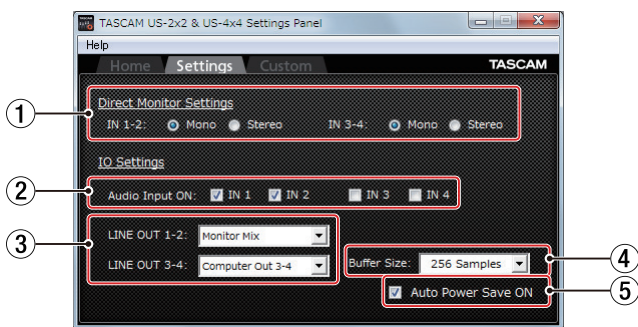 TASCAM US-2x2 & US-4x4 Settings Panel
Help
Home Settings Custom TASCAM
Direct Monitor Settings
1
IN 1-2: Mono Stereo IN 3-4: Mono Stereo
IO Settings
2
Audio Input ON: IN 1 IN 2 IN 3 IN 4
3
LINE OUT 1-2: Monitor Mix
LINE OUT 3-4: Computer Out 3-4
Buffer Size: 256 Samples
4
Auto Power Save ON
5